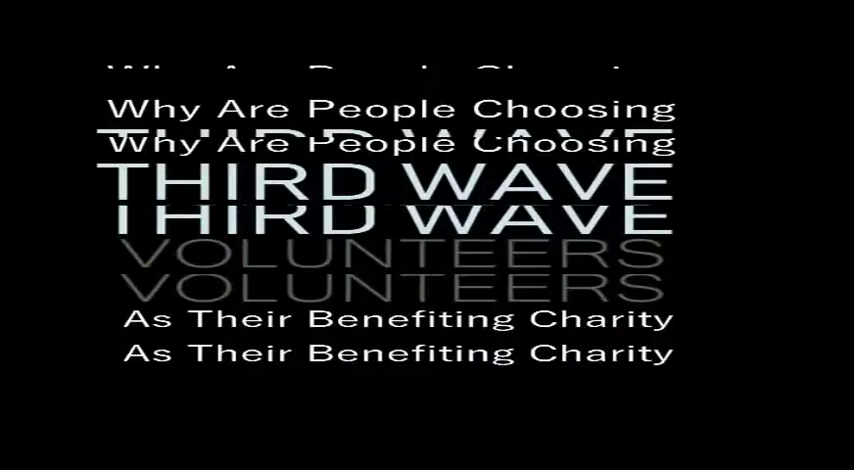 Why Are People Choosing
Why Are People Choosing
THIRD WAVE
THIRD WAVE
VOLUNTEERS
VOLUNTEERS
As Their Benefiting Charity
As Their Benefiting Charity